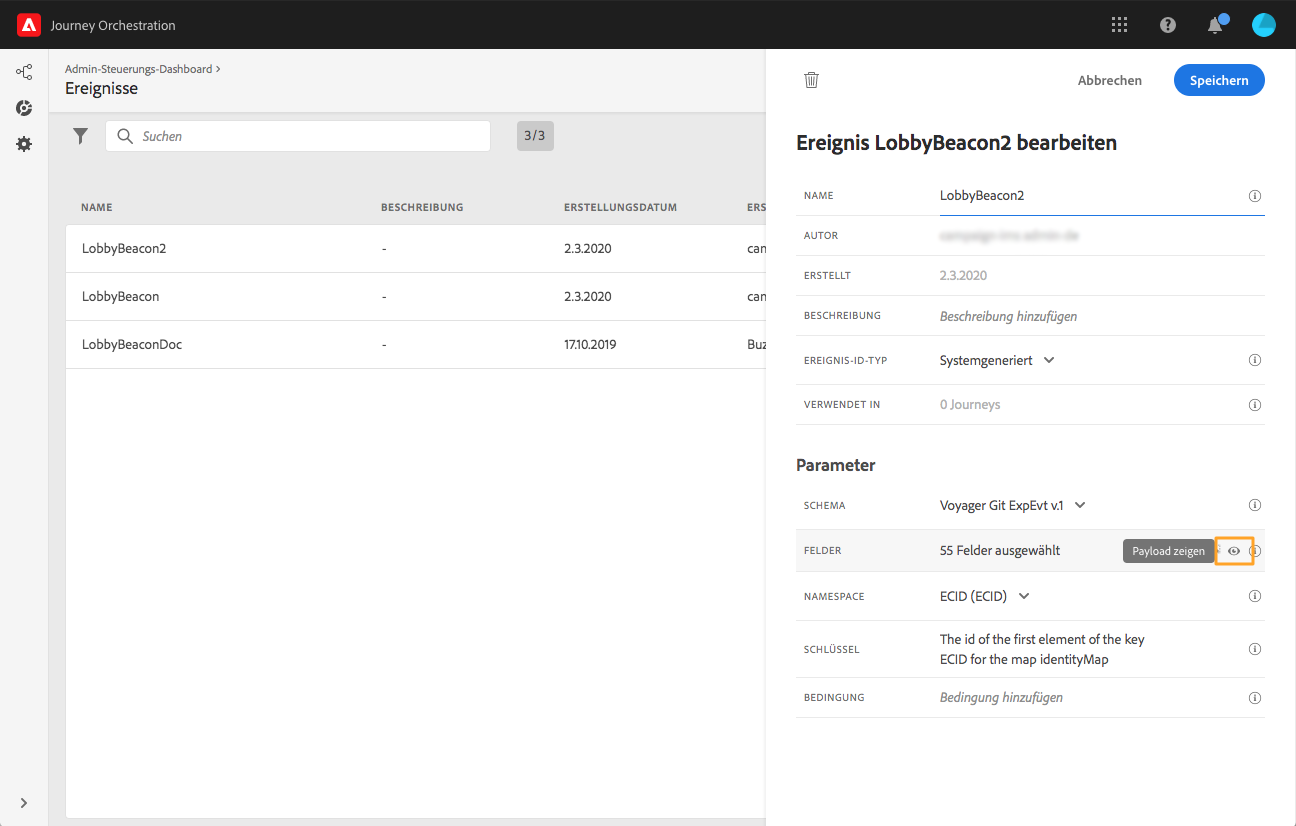 Journey Orchestration
Admin-Steuerungs-Dashboard
Ereignisse
Suchen
3/3
NAME BESCHREIBUNG ERSTELLUNGSDATUM ERS
LobbyBeacon2 - 2.3.2020 can
LobbyBeacon - 2.3.2020 can
LobbyBeaconDoc - 17.10.2019 Buz
Abbrechen Speichern
Ereignis LobbyBeacon2 bearbeiten
NAME LobbyBeacon2
AUTOR
ERSTELLT 2.3.2020
BESCHREIBUNG Beschreibung hinzufügen
EREIGNIS-ID-TYP Systemgeneriert
VERWENDET IN 0 Journeys
Parameter
SCHEMA Voyager Git ExpEvt v.1
FELDER 55 Felder ausgewählt Payload zeigen
NAMESPACE ECID (ECID)
SCHLÜSSEL The id of the first element of the key
ECID for the map identityMap
BEDINGUNG Bedingung hinzufügen